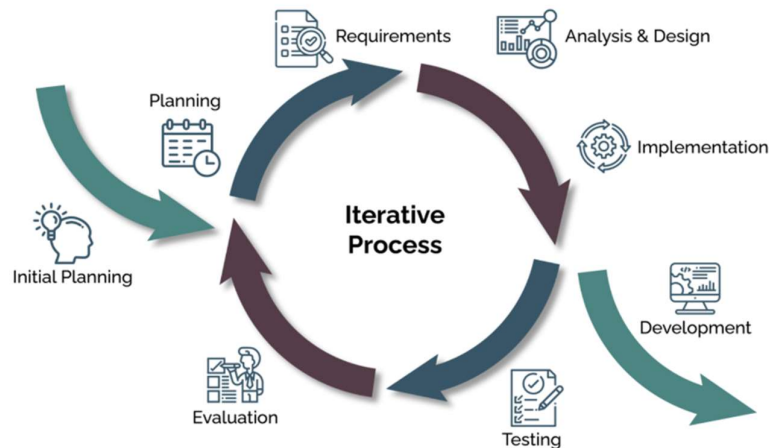 Requirements
Analysis & Design
Planning
Implementation
Iterative
Process
Initial Planning
Development
Evaluation
Testing